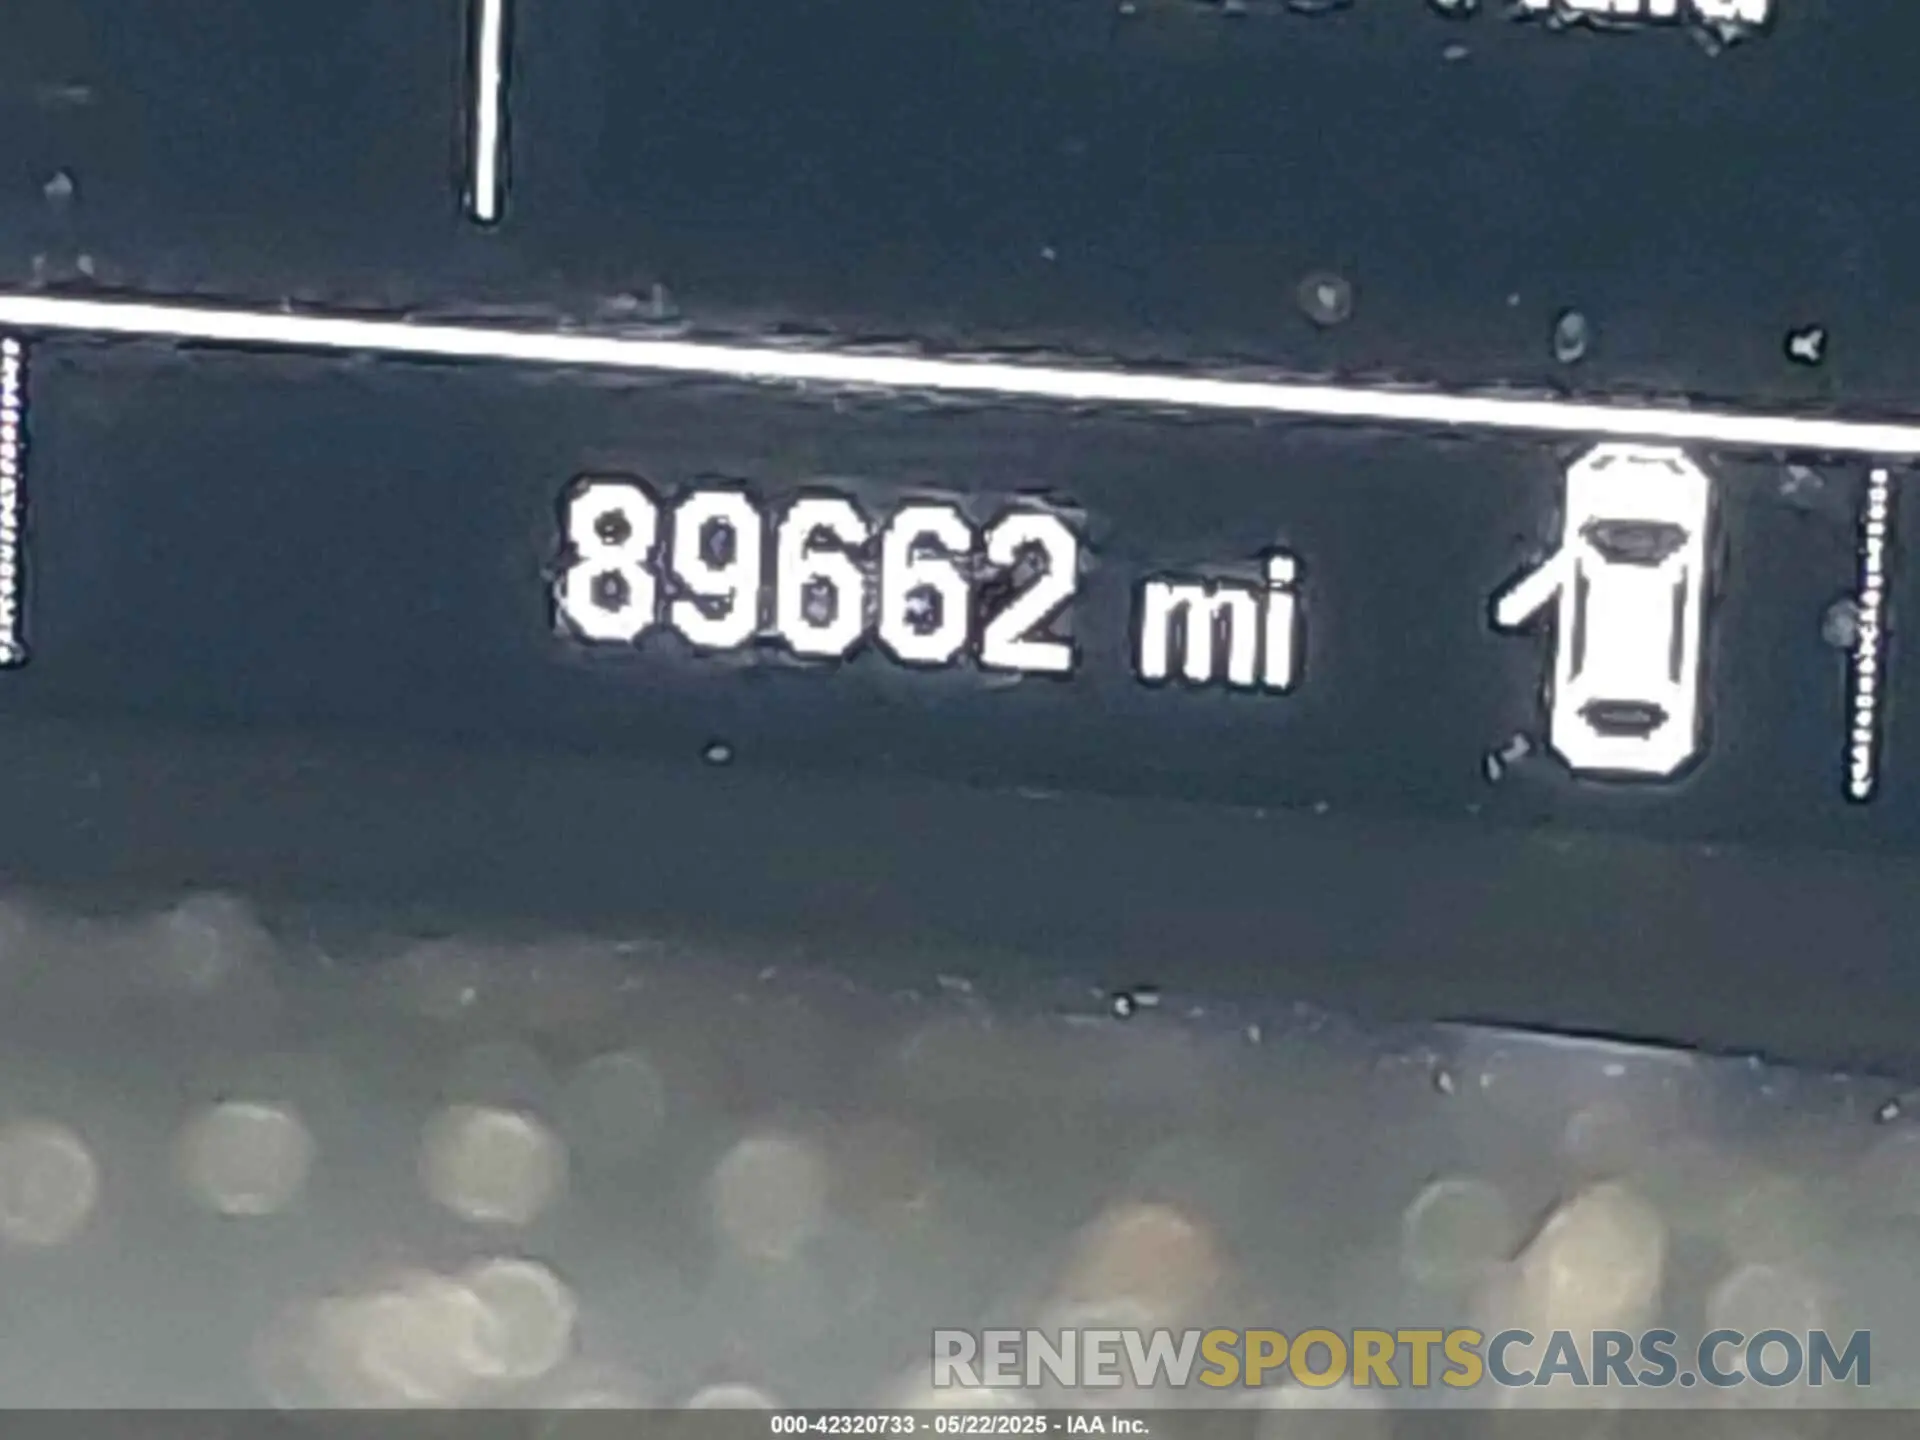 89662 mi
RENEWSPORTSCARS.COM
000-42320733 - 05/22/2025 - IAA Inc.